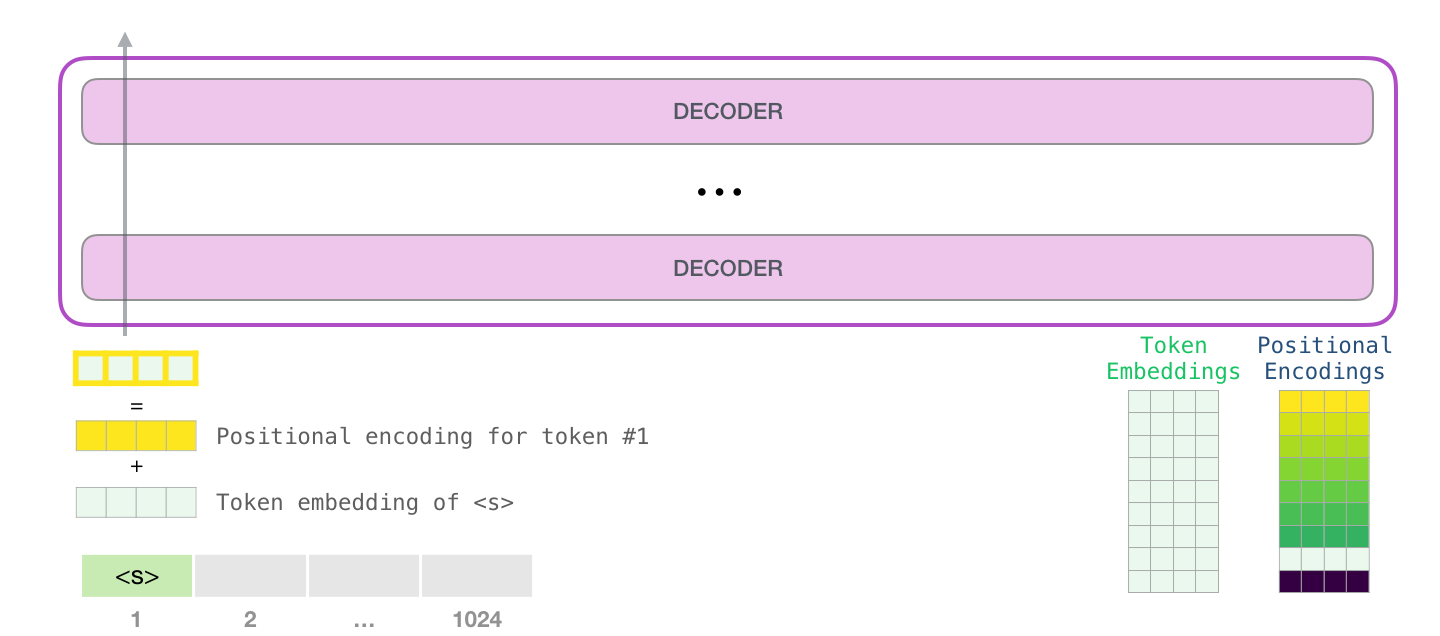 DECODER
...
DECODER
Token Embeddings
Positional Encodings
=
Positional encoding for token #1
+
Token embedding of <s>
<s>
1 2 ... 1024